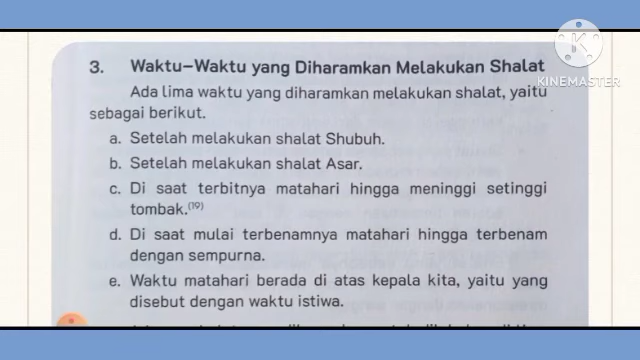 3. Waktu–Waktu yang Diharamkan Melakukan Shalat
Ada lima waktu yang diharamkan melakukan shalat, yaitu
sebagai berikut.
a. Setelah melakukan shalat Shubuh.
b. Setelah melakukan shalat Asar.
c. Di saat terbitnya matahari hingga meninggi setinggi
tombak.(19)
d. Di saat mulai terbenamnya matahari hingga terbenam
dengan sempurna.
e. Waktu matahari berada di atas kepala kita, yaitu yang
disebut dengan waktu istiwa.
KINEMASTER